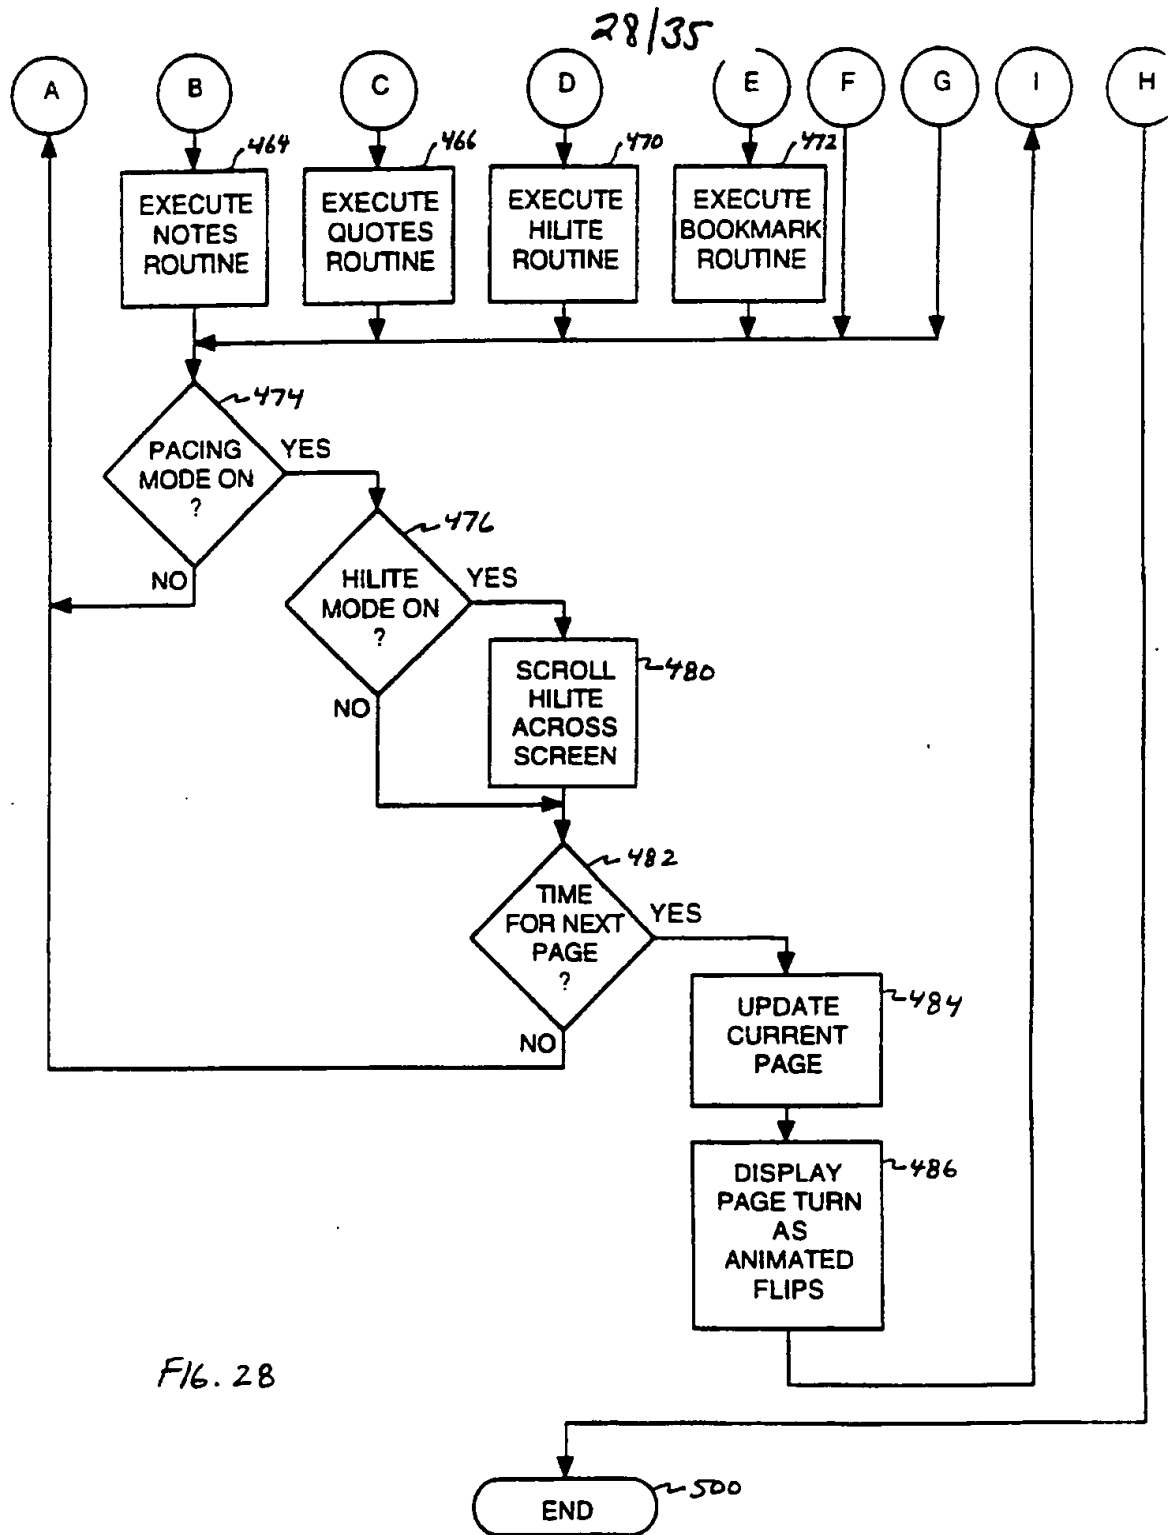 28/35
A
B
C
D
E
F
G
I
H
464
466
470
472
EXECUTE
NOTES
ROUTINE
EXECUTE
QUOTES
ROUTINE
EXECUTE
HILITE
ROUTINE
EXECUTE
BOOKMARK
ROUTINE
474
PACING
MODE ON
?
YES
NO
476
HILITE
MODE ON
?
YES
NO
480
SCROLL
HILITE
ACROSS
SCREEN
482
TIME
FOR NEXT
PAGE
?
YES
NO
484
UPDATE
CURRENT
PAGE
486
DISPLAY
PAGE TURN
AS
ANIMATED
FLIPS
FIG. 28
500
END